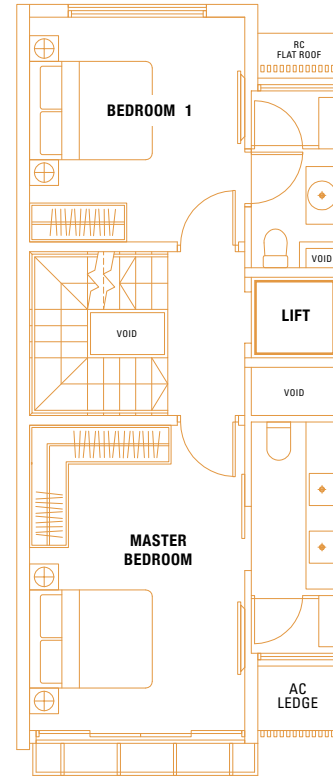 RC
FLAT ROOF
BEDROOM 1
VOID
LIFT
VOID
VOID
MASTER
BEDROOM
AC
LEDGE